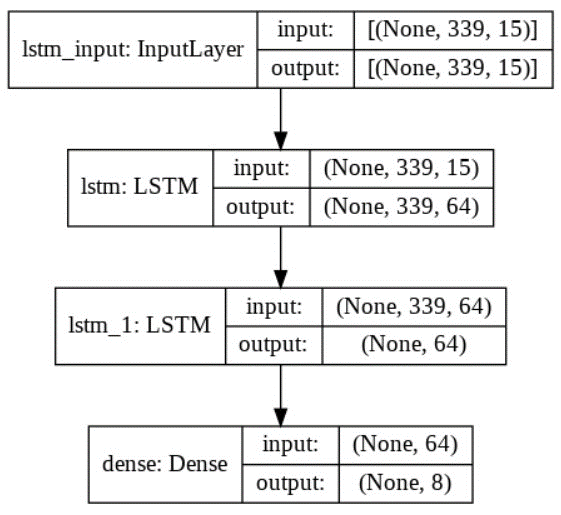 lstm_input: InputLayer
input: [(None, 339, 15)]
output: [(None, 339, 15)]
lstm: LSTM
input: (None, 339, 15)
output: (None, 339, 64)
lstm_1: LSTM
input: (None, 339, 64)
output: (None, 64)
dense: Dense
input: (None, 64)
output: (None, 8)